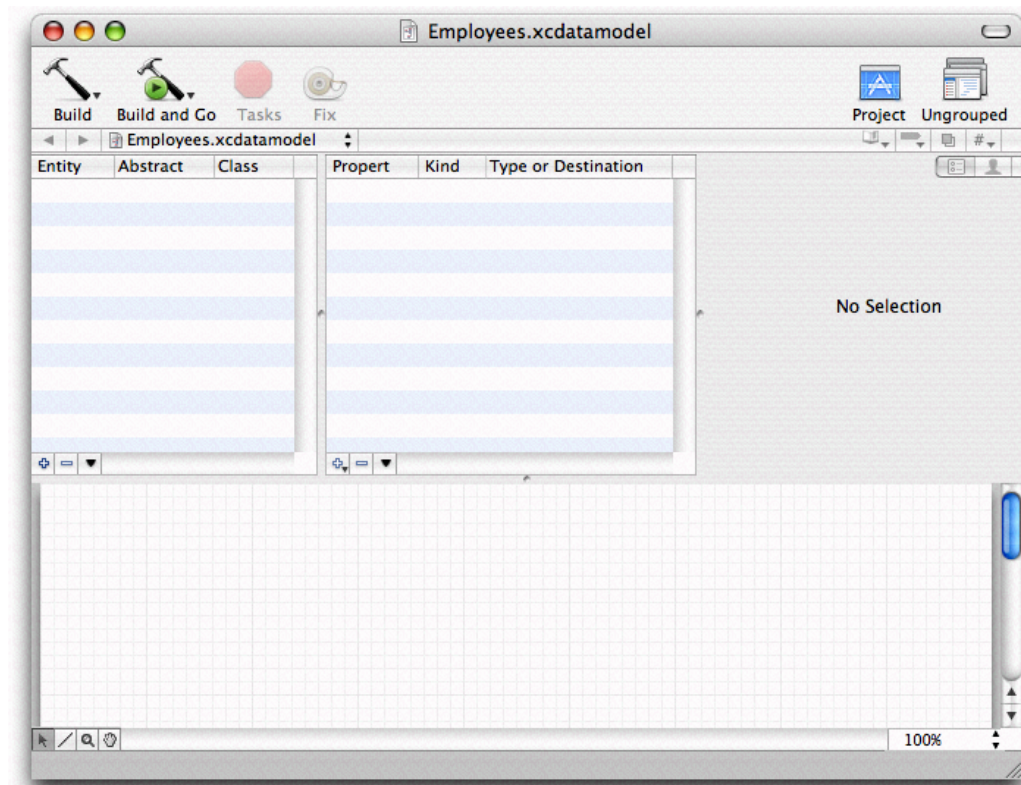 Employees.xcdatamodel
Build Build and Go Tasks Fix Project Ungrouped
Employees.xcdatamodel #
Entity Abstract Class Propert Kind Type or Destination
No Selection
100%